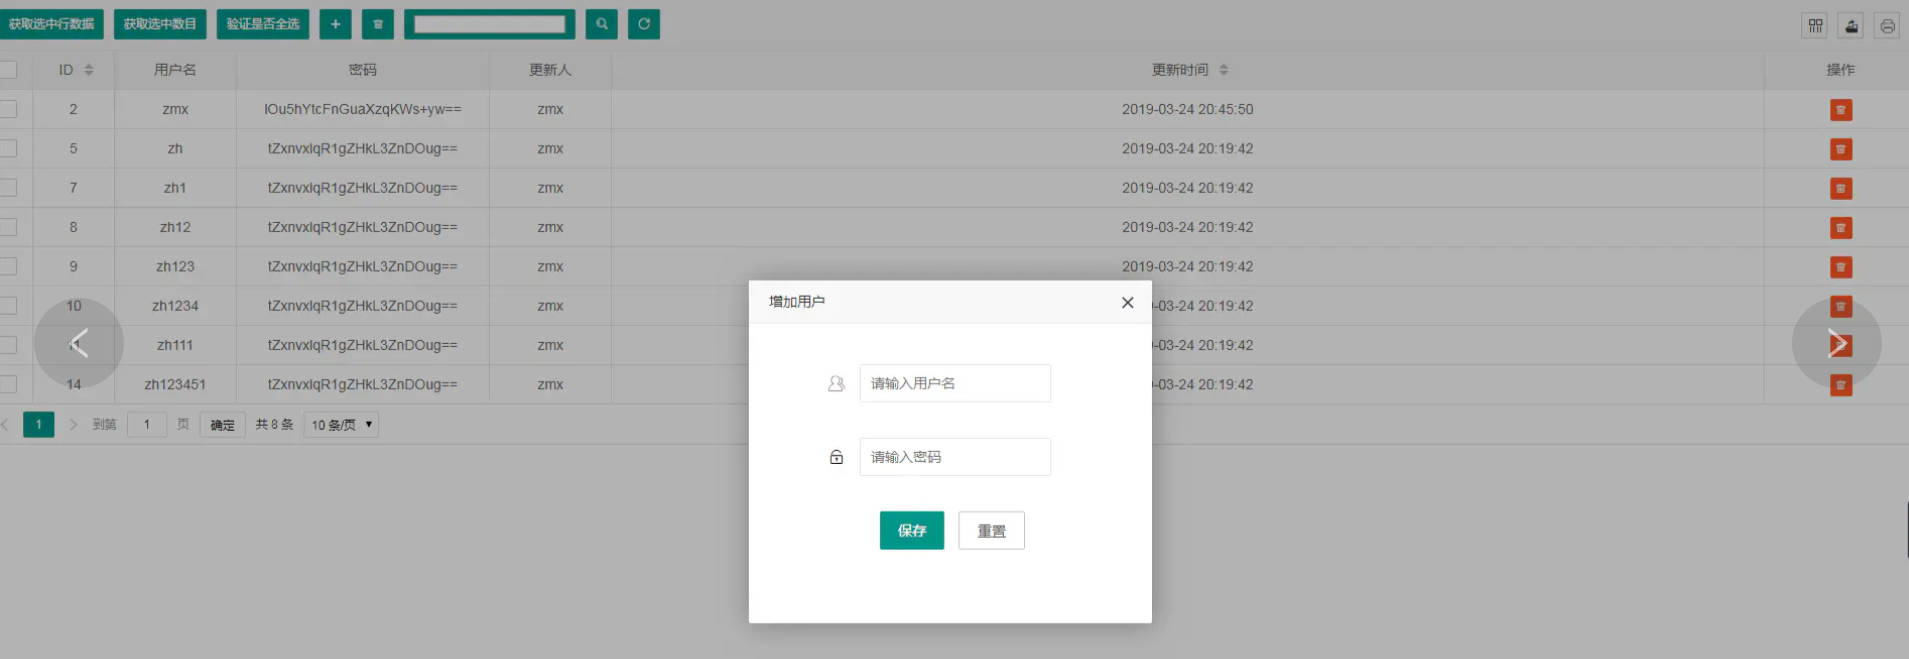 获取选中行数据 获取选中数目 验证是否全选
ID 用户名 密码 更新人 更新时间 操作
2 zmx lOu5hYtcFnGuaXzqKWs+yw== zmx 2019-03-24 20:45:50
5 zh tZxnvxlqR1gZHkL3ZnDOug== zmx 2019-03-24 20:19:42
7 zh1 tZxnvxlqR1gZHkL3ZnDOug== zmx 2019-03-24 20:19:42
8 zh12 tZxnvxlqR1gZHkL3ZnDOug== zmx 2019-03-24 20:19:42
9 zh123 tZxnvxlqR1gZHkL3ZnDOug== zmx 2019-03-24 20:19:42
10 zh1234 tZxnvxlqR1gZHkL3ZnDOug== zmx -03-24 20:19:42
11 zh111 tZxnvxlqR1gZHkL3ZnDOug== zmx -03-24 20:19:42
14 zh123451 tZxnvxlqR1gZHkL3ZnDOug== zmx -03-24 20:19:42
1 到第 1 页 确定 共 8 条 10 条/页
增加用户
请输入用户名
请输入密码
保存 重置